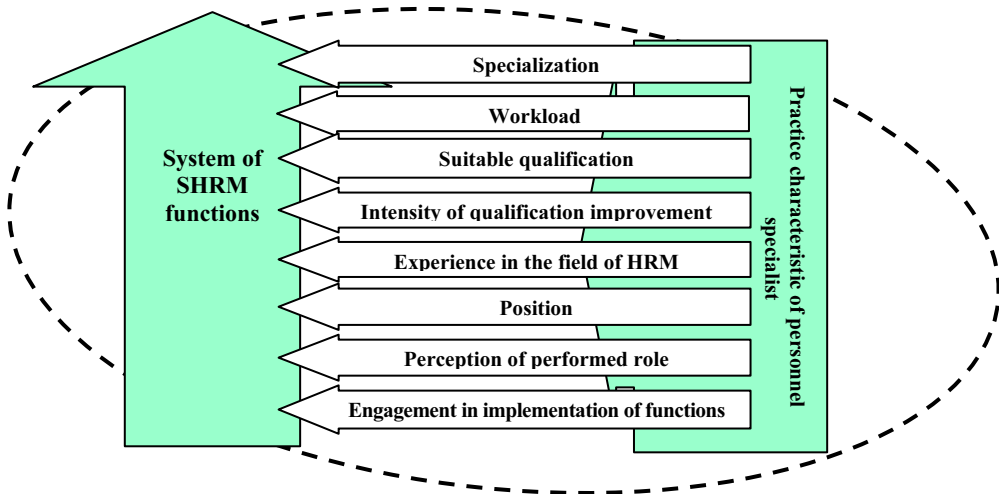 System of
SHRM
functions
Specialization
Workload
Suitable qualification
Intensity of qualification improvement
Experience in the field of HRM
Position
Perception of performed role
Engagement in implementation of functions
Practice characteristic of personnel
specialist